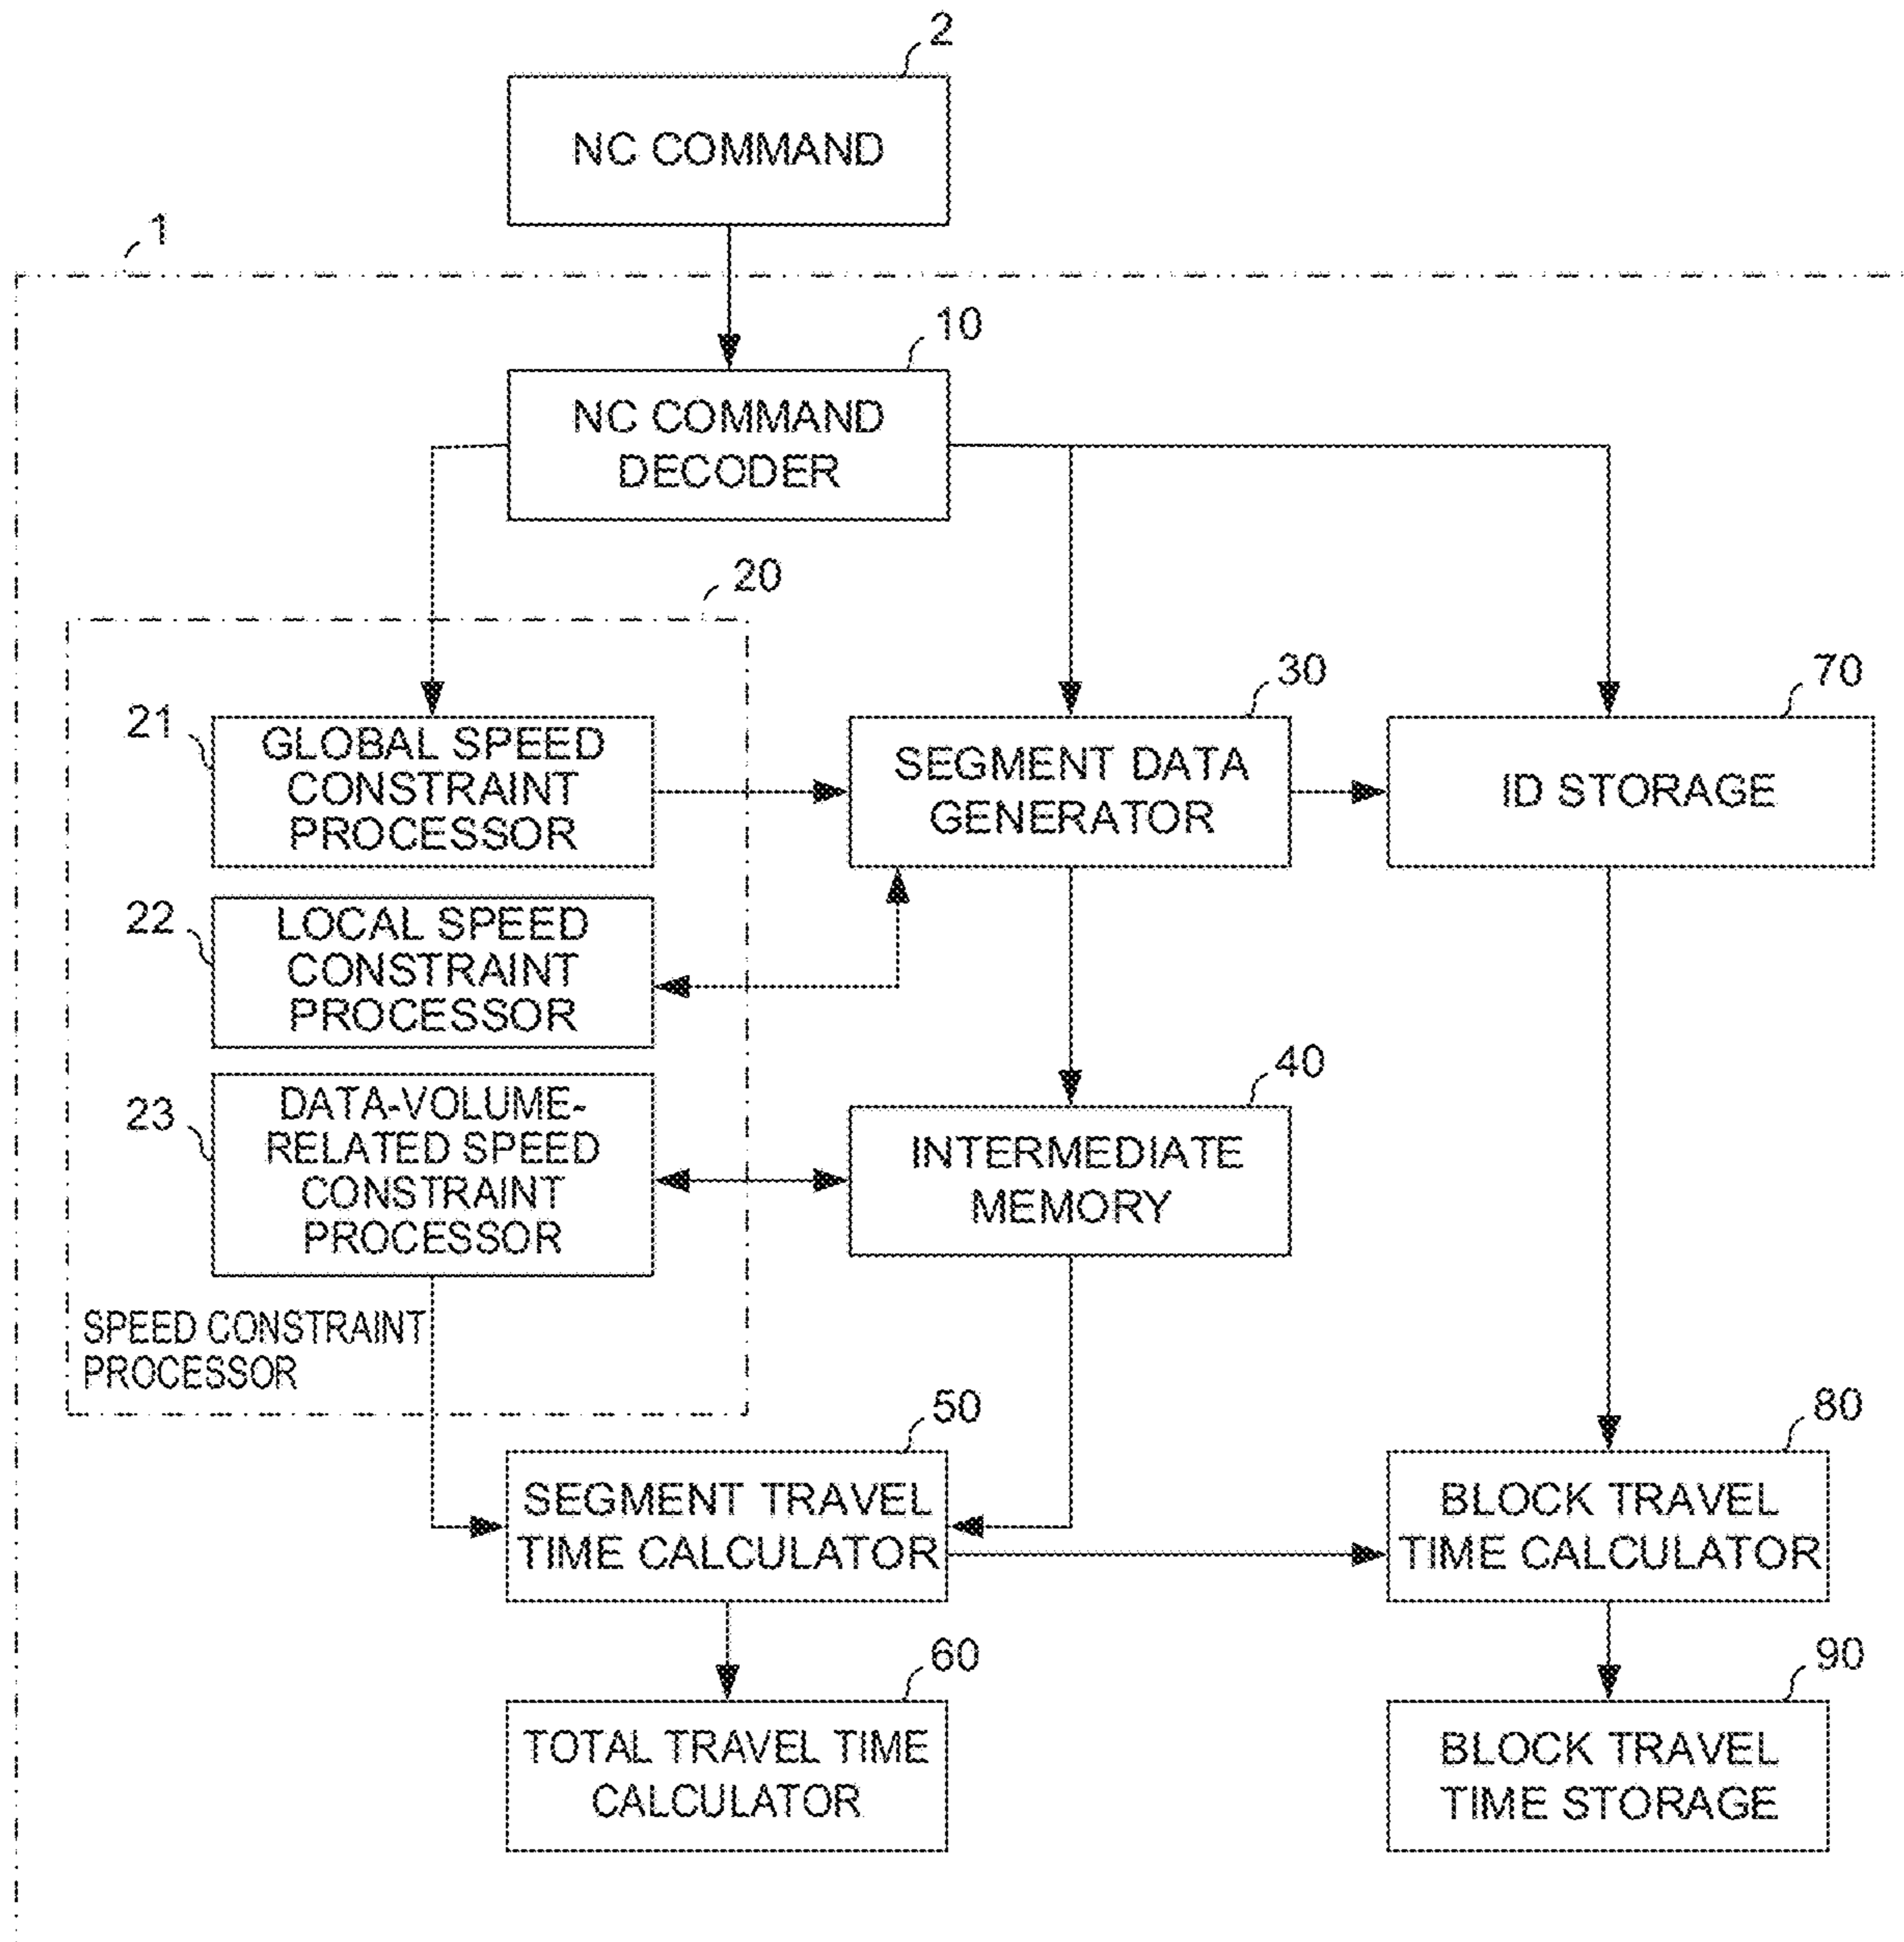 2
NC COMMAND
1
10
NC COMMAND
DECODER
20
21
GLOBAL SPEED
CONSTRAINT
PROCESSOR
30
SEGMENT DATA
GENERATOR
70
ID STORAGE
22
LOCAL SPEED
CONSTRAINT
PROCESSOR
23
DATA-VOLUME-
RELATED SPEED
CONSTRAINT
PROCESSOR
40
INTERMEDIATE
MEMORY
SPEED CONSTRAINT
PROCESSOR
50
SEGMENT TRAVEL
TIME CALCULATOR
80
BLOCK TRAVEL
TIME CALCULATOR
60
TOTAL TRAVEL TIME
CALCULATOR
90
BLOCK TRAVEL
TIME STORAGE